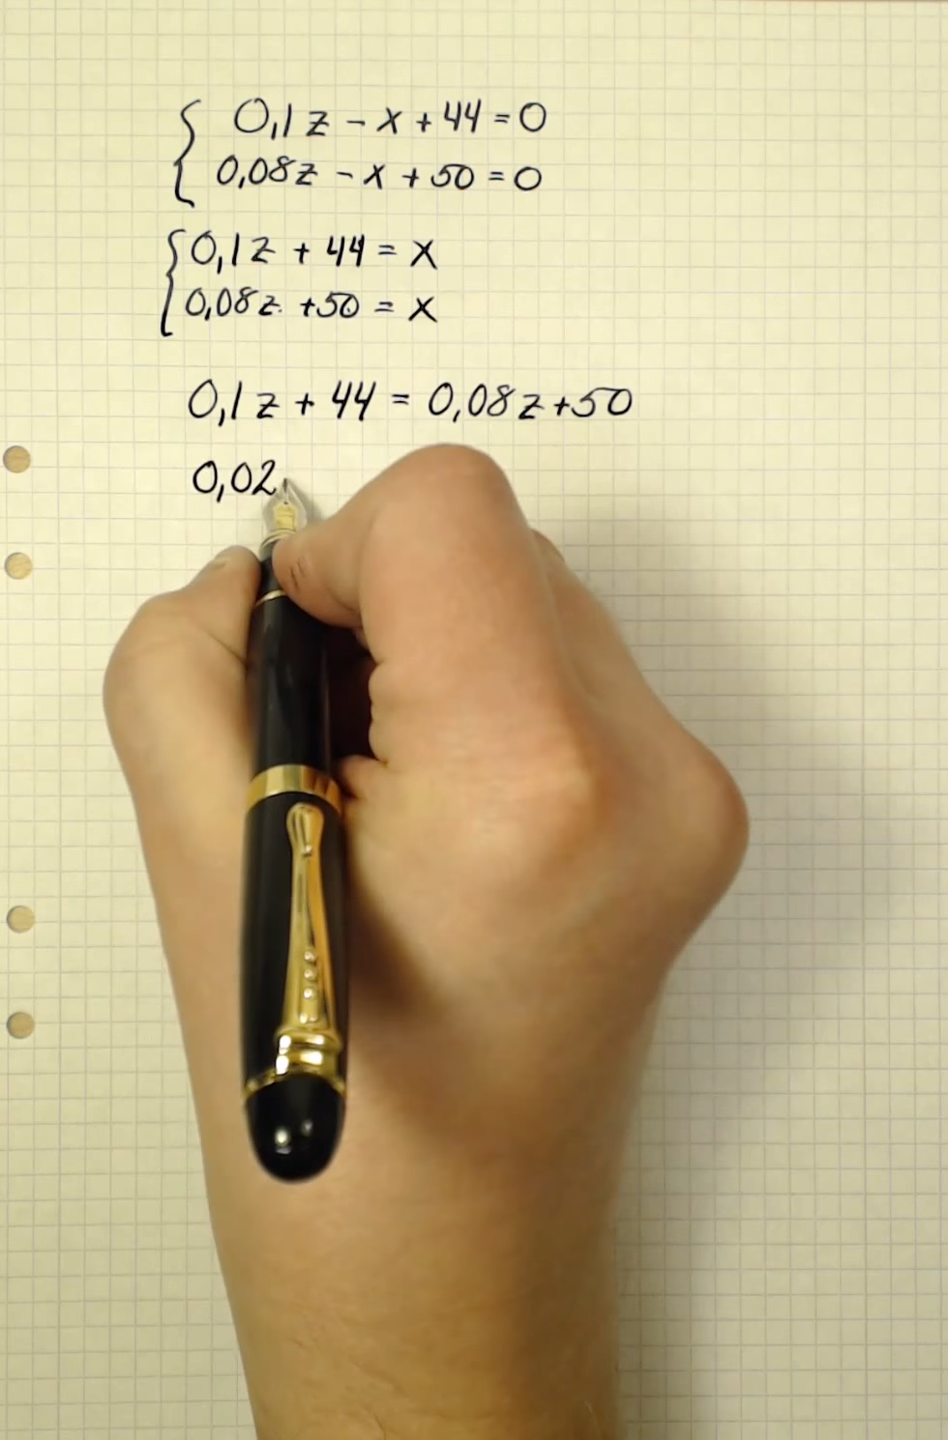 0,1z - x + 44 = 0
0,08z - x + 50 = 0
0,1z + 44 = x
0,08z + 50 = x
0,1z + 44 = 0,08z + 50
0,02